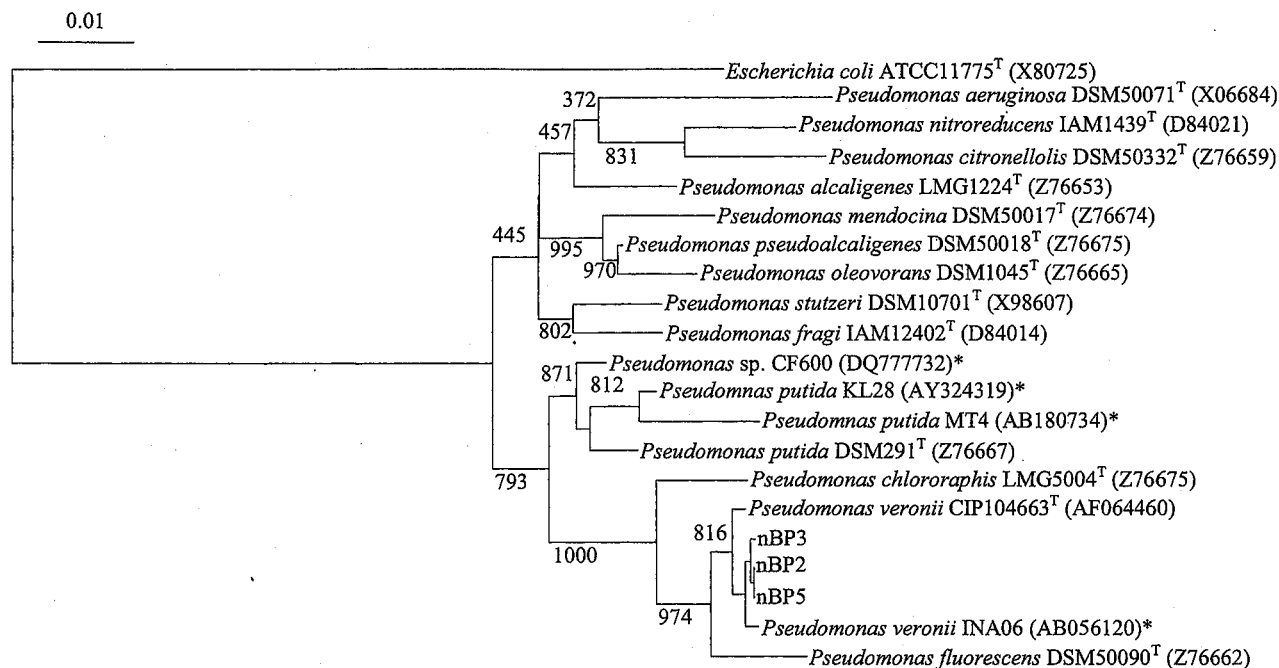 0.01
Escherichia coli ATCC11775T (X80725)
372
Pseudomonas aeruginosa DSM50071T (X06684)
457
Pseudomonas nitroreducens IAM1439T (D84021)
831
Pseudomonas citronellolis DSM50332T (Z76659)
Pseudomonas alcaligenes LMG1224T (Z76653)
Pseudomonas mendocina DSM50017T (Z76674)
445
995
Pseudomonas pseudoalcaligenes DSM50018T (Z76675)
970
Pseudomonas oleovorans DSM1045T (Z76665)
Pseudomonas stutzeri DSM10701T (X98607)
802
Pseudomonas fragi IAM12402T (D84014)
Pseudomonas sp. CF600 (DQ777732)*
871
812
Pseudomnas putida KL28 (AY324319)*
Pseudomnas putida MT4 (AB180734)*
Pseudomonas putida DSM291T (Z76667)
793
Pseudomonas chlororaphis LMG5004T (Z76675)
Pseudomonas veronii CIP104663T (AF064460)
816
nBP3
1000
nBP2
nBP5
974
Pseudomonas veronii INA06 (AB056120)*
Pseudomonas fluorescens DSM50090T (Z76662)